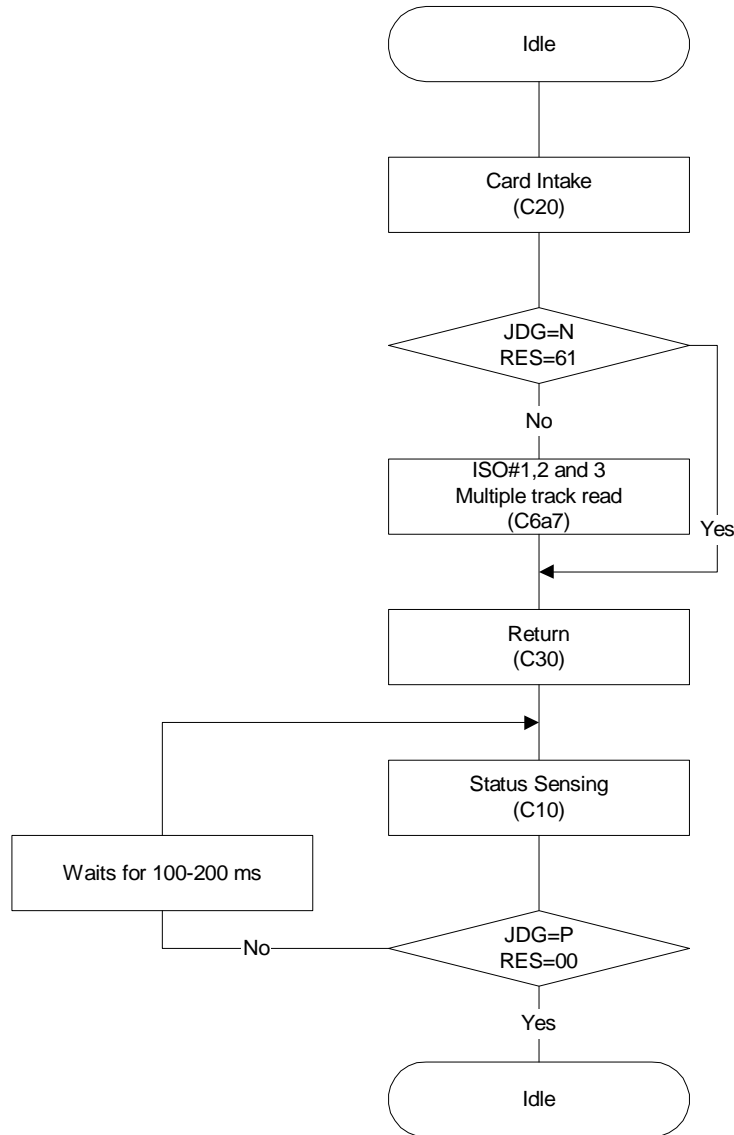 Idle
Card Intake
(C20)
JDG=N
RES=61
No
ISO#1,2 and 3
Multiple track read
(C6a7)
Yes
Return
(C30)
Status Sensing
(C10)
Waits for 100-200 ms
JDG=P
RES=00
No
Yes
Idle